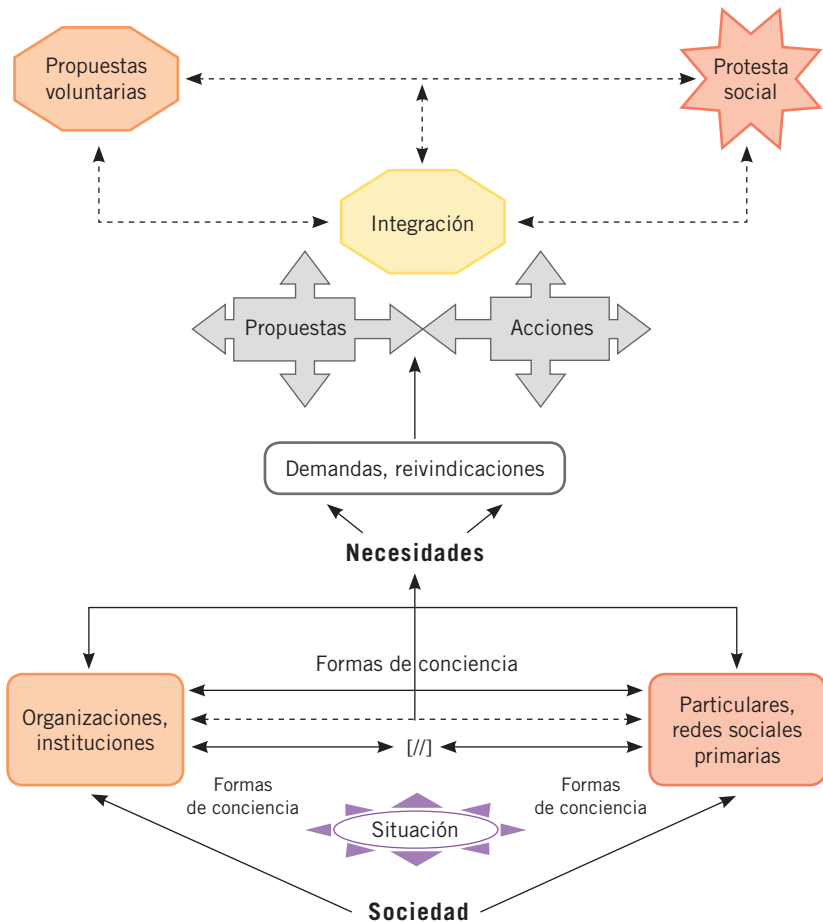 Propuestas
voluntarias
Protesta
social
Integración
Propuestas
Acciones
Demandas, reivindicaciones
Necesidades
Formas de conciencia
Organizaciones,
instituciones
Particulares,
redes sociales
primarias
[//]
Formas
de conciencia
Formas
de conciencia
Situación
Sociedad